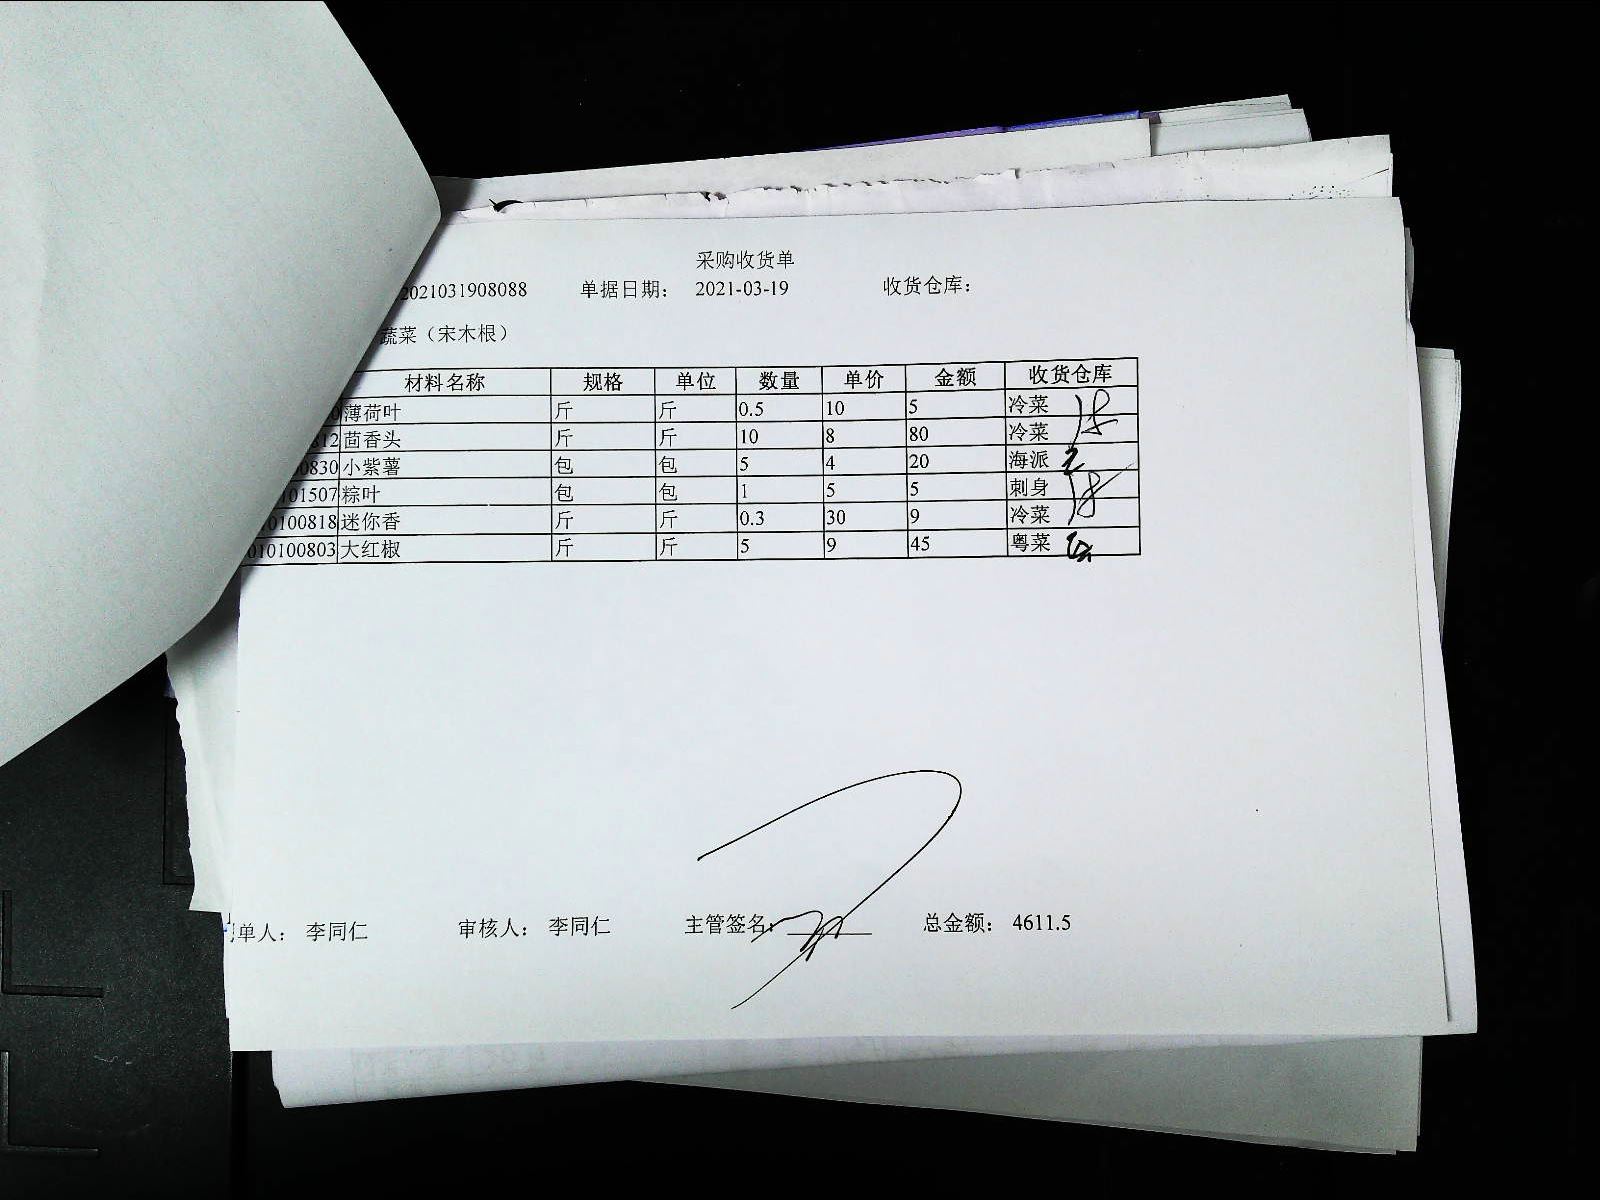 采购收货单
2021031908088 单据日期： 2021-03-19 收货仓库：
蔬菜（宋木根）
材料名称 规格 单位 数量 单价 金额 收货仓库
薄荷叶 斤 斤 0.5 10 5 冷菜
12 茴香头 斤 斤 10 8 80 冷菜
0830 小紫薯 包 包 5 4 20 海派
101507 粽叶 包 包 1 5 5 刺身
0100818 迷你香 斤 斤 0.3 30 9 冷菜
010100803 大红椒 斤 斤 5 9 45 粤菜
单人： 李同仁 审核人： 李同仁 主管签名： 总金额： 4611.5